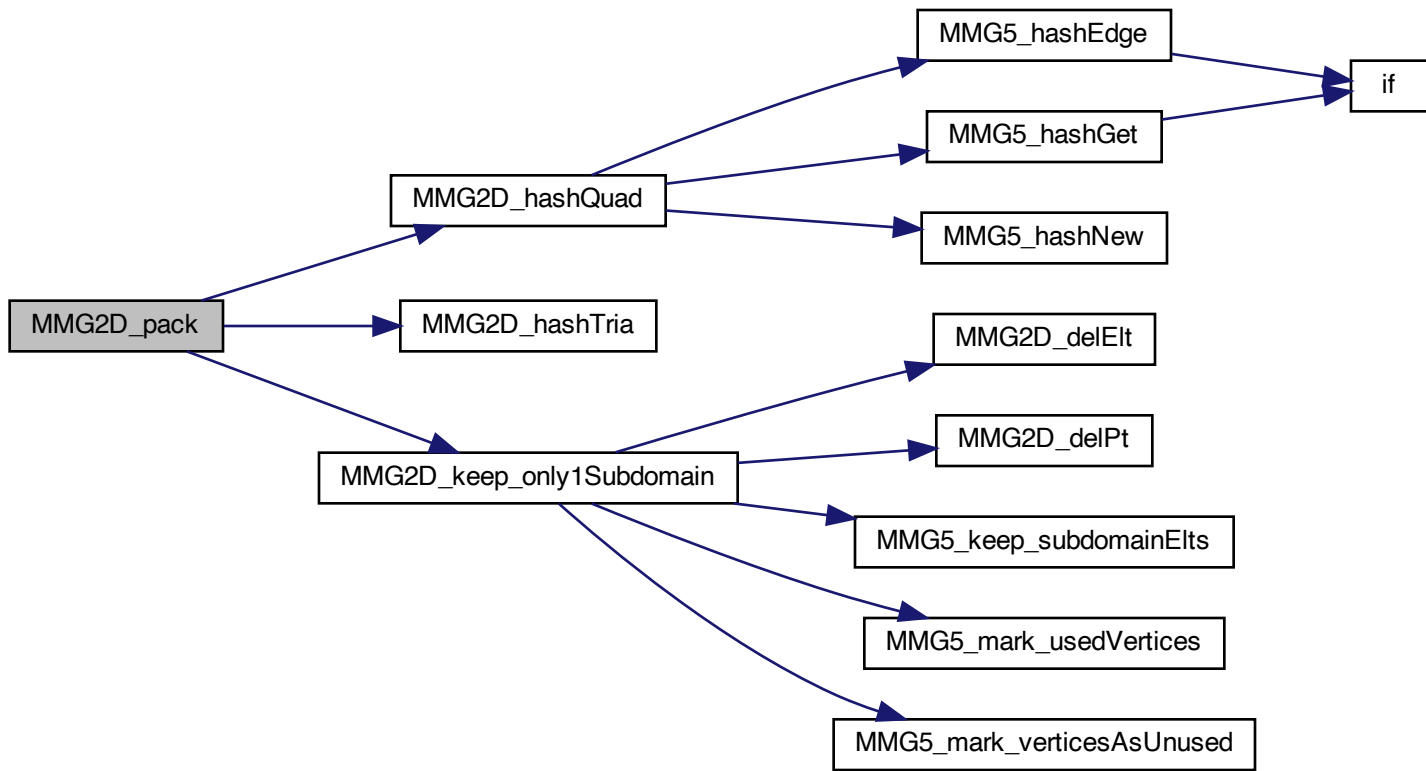 MMG5_hashEdge
if
MMG5_hashGet
MMG2D_hashQuad
MMG5_hashNew
MMG2D_pack
MMG2D_hashTria
MMG2D_delElt
MMG2D_delPt
MMG2D_keep_only1Subdomain
MMG5_keep_subdomainElts
MMG5_mark_usedVertices
MMG5_mark_verticesAsUnused